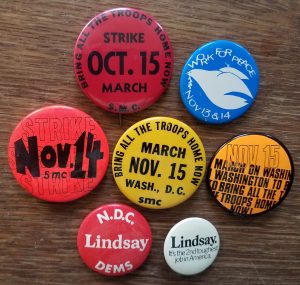 BRING ALL THE TROOPS HOME NOW
STRIKE
OCT. 15
MARCH
S.M.C.
WORK FOR PEACE
Nov 13 & 14
STRIKE
Nov. 14
smc
STRIKE
BRING ALL THE TROOPS HOME NOW
MARCH
NOV. 15
WASH., D.C.
smc
NOV 15
MARCH ON WASHIN
WASHINGTON TO B
BRING ALL THE
TROOPS HOME
NOW!
N.D.C.
Lindsay
DEMS
Lindsay.
It's the 2nd toughest
job in America.